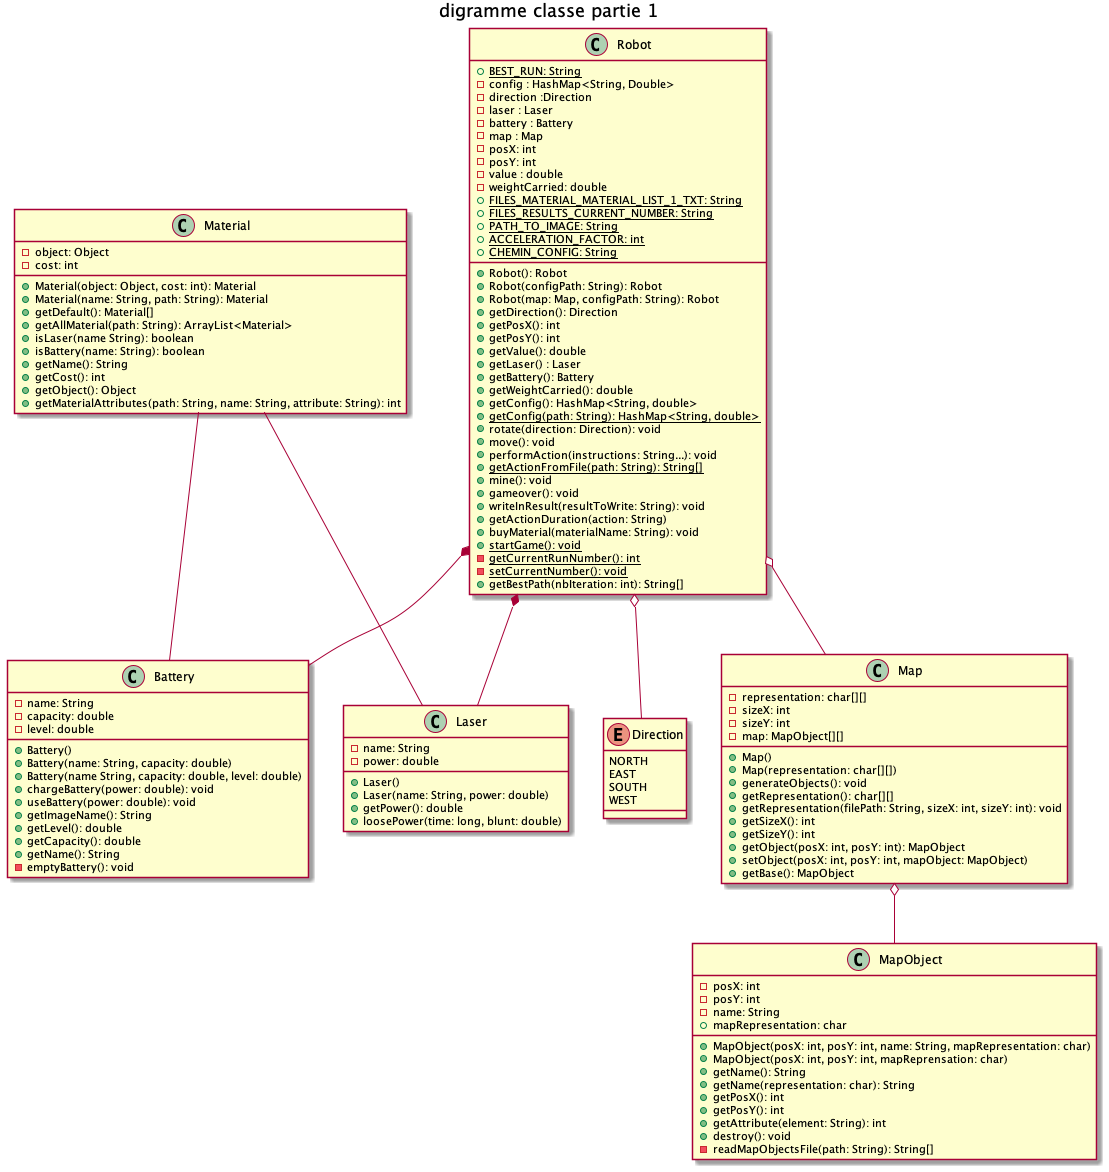 digramme classe partie 1
C Robot
BEST_RUN: String
config : HashMap<String, Double>
direction :Direction
laser : Laser
battery : Battery
map : Map
posX: int
posY: int
value : double
weightCarried: double
FILES_MATERIAL_MATERIAL_LIST_1_TXT: String
FILES_RESULTS_CURRENT_NUMBER: String
PATH_TO_IMAGE: String
ACCELERATION_FACTOR: int
CHEMIN_CONFIG: String
Robot(): Robot
Robot(configPath: String): Robot
Robot(map: Map, configPath: String): Robot
getDirection(): Direction
getPosX(): int
getPosY(): int
getValue(): double
getLaser() : Laser
getBattery(): Battery
getWeightCarried(): double
getConfig(): HashMap<String, double>
getConfig(path: String): HashMap<String, double>
rotate(direction: Direction): void
move(): void
performAction(instructions: String...): void
getActionFromFile(path: String): String[]
mine(): void
gameover(): void
writeInResult(resultToWrite: String): void
getActionDuration(action: String)
buyMaterial(materialName: String): void
startGame(): void
getCurrentRunNumber(): int
setCurrentNumber(): void
getBestPath(nbIteration: int): String[]
C Material
object: Object
cost: int
Material(object: Object, cost: int): Material
Material(name: String, path: String): Material
getDefault(): Material[]
getAllMaterial(path: String): ArrayList<Material>
isLaser(name String): boolean
isBattery(name: String): boolean
getName(): String
getCost(): int
getObject(): Object
getMaterialAttributes(path: String, name: String, attribute: String): int
C Battery
name: String
capacity: double
level: double
Battery()
Battery(name: String, capacity: double)
Battery(name String, capacity: double, level: double)
chargeBattery(power: double): void
useBattery(power: double): void
getImageName(): String
getLevel(): double
getCapacity(): double
getName(): String
emptyBattery(): void
C Laser
name: String
power: double
Laser()
Laser(name: String, power: double)
getPower(): double
loosePower(time: long, blunt: double)
E Direction
NORTH
EAST
SOUTH
WEST
C Map
representation: char[][]
sizeX: int
sizeY: int
map: MapObject[][]
Map()
Map(representation: char[][])
generateObjects(): void
getRepresentation(): char[][]
getRepresentation(filePath: String, sizeX: int, sizeY: int): void
getSizeX(): int
getSizeY(): int
getObject(posX: int, posY: int): MapObject
setObject(posX: int, posY: int, mapObject: MapObject)
getBase(): MapObject
C MapObject
posX: int
posY: int
name: String
mapRepresentation: char
MapObject(posX: int, posY: int, name: String, mapRepresentation: char)
MapObject(posX: int, posY: int, mapReprensation: char)
getName(): String
getName(representation: char): String
getPosX(): int
getPosY(): int
getAttribute(element: String): int
destroy(): void
readMapObjectsFile(path: String): String[]